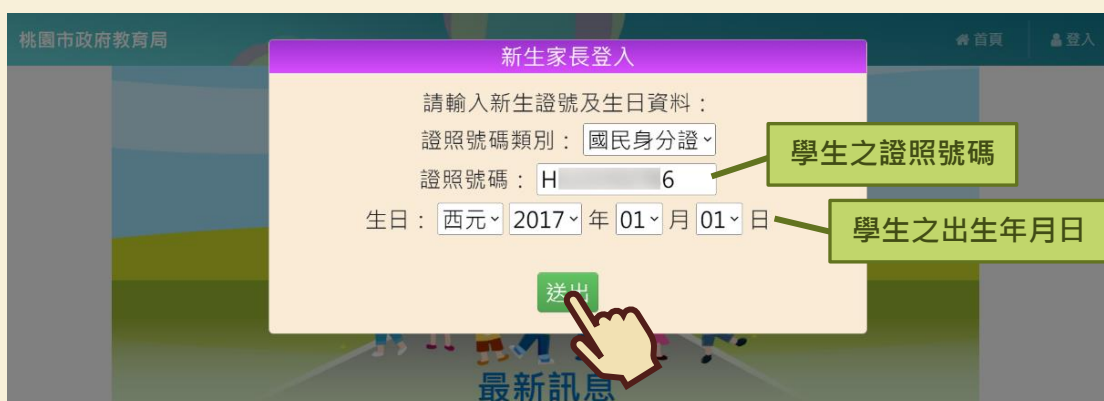 桃園市政府教育局
首頁
登入
新生家長登入
請輸入新生證號及生日資料：
證照號碼類別： 國民身分證
證照號碼： H 6
學生之證照號碼
生日： 西元 2017 年 01 月 01 日
學生之出生年月日
送出
最新訊息